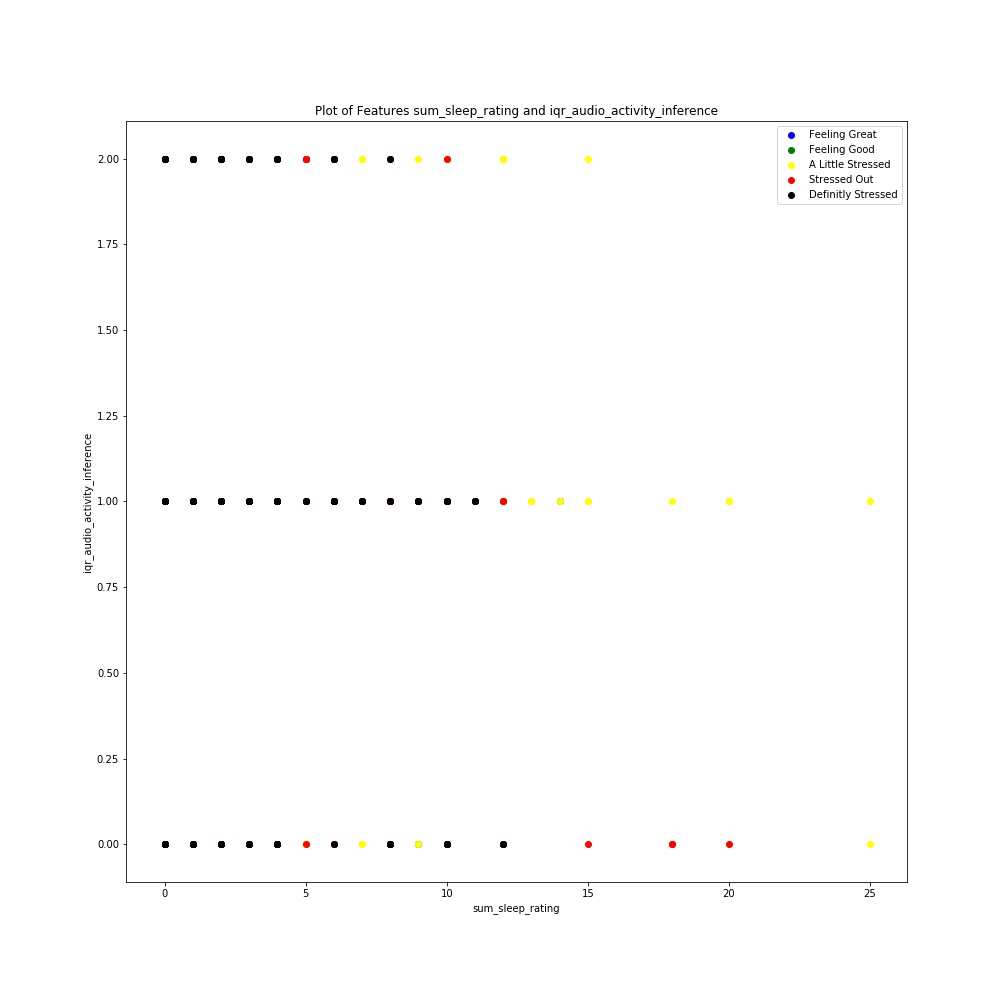 Plot of Features sum_sleep_rating and iqr_audio_activity_inference
Feeling Great
Feeling Good
A Little Stressed
Stressed Out
Definitly Stressed
2.00
1.75
1.50
1.25
1.00
0.75
0.50
0.25
0.00
iqr_audio_activity_inference
0 5 10 15 20 25
sum_sleep_rating